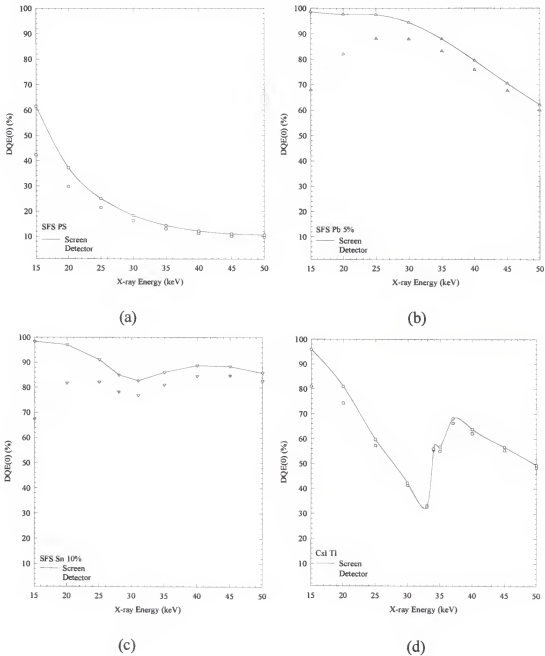 100
90
80
70
60
50
40
30
20
10
DQE(0) (%)
SFS PS
Screen
Detector
15 20 25 30 35 40 45 50
X-ray Energy (keV)
(a)
100
90
80
70
60
50
40
30
20
10
DQE(0) (%)
SFS Pb 5%
Screen
Detector
15 20 25 30 35 40 45 50
X-ray Energy (keV)
(b)
100
90
80
70
60
50
40
30
20
10
DQE(0) (%)
SFS Sn 10%
Screen
Detector
15 20 25 30 35 40 45 50
X-ray Energy (keV)
(c)
100
90
80
70
60
50
40
30
20
10
DQE(0) (%)
CsI Tl
Screen
Detector
15 20 25 30 35 40 45 50
X-ray Energy (keV)
(d)